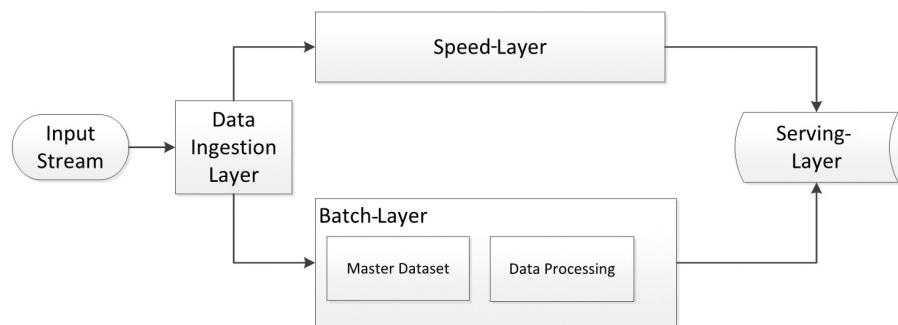 Speed-Layer
Input
Stream
Data
Ingestion
Layer
Serving-
Layer
Batch-Layer
Master Dataset
Data Processing